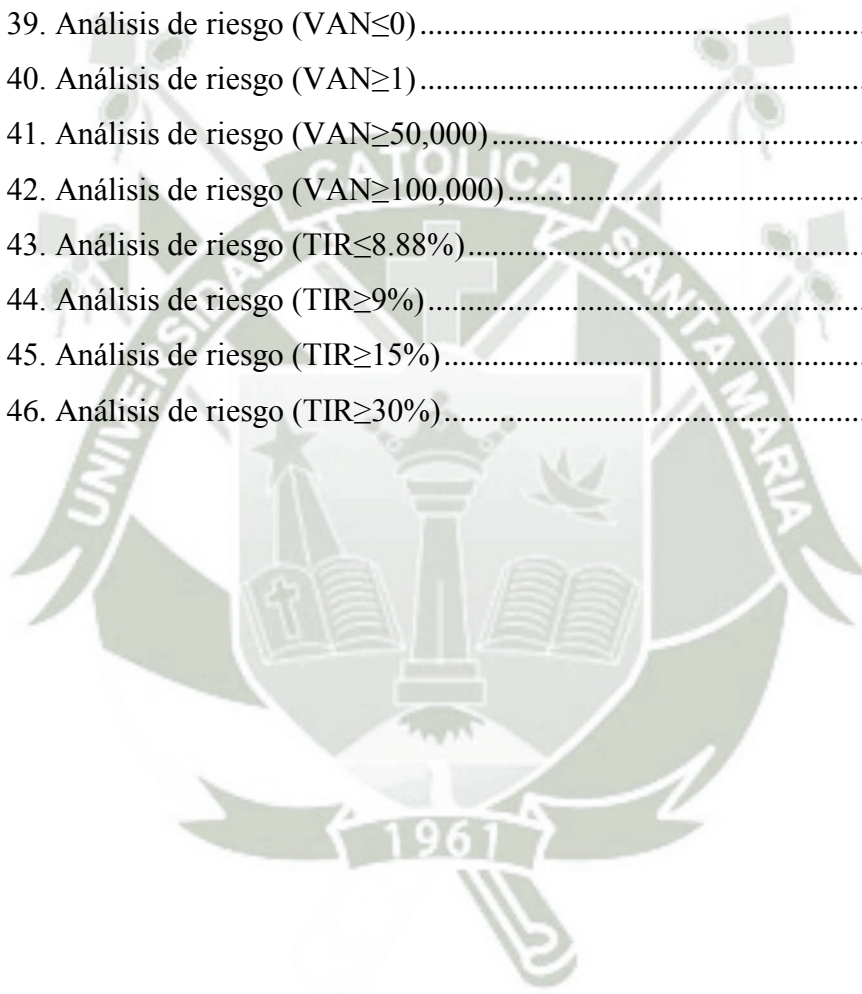 39. Análisis de riesgo (VAN≤0)....................................................................
40. Análisis de riesgo (VAN≥1)....................................................................
41. Análisis de riesgo (VAN≥50,000)............................................................
42. Análisis de riesgo (VAN≥100,000)..........................................................
43. Análisis de riesgo (TIR≤8.88%)..............................................................
44. Análisis de riesgo (TIR≥9%)...................................................................
45. Análisis de riesgo (TIR≥15%).................................................................
46. Análisis de riesgo (TIR≥30%).................................................................
UNIVERSIDAD CATOLICA SANTA MARIA
1961